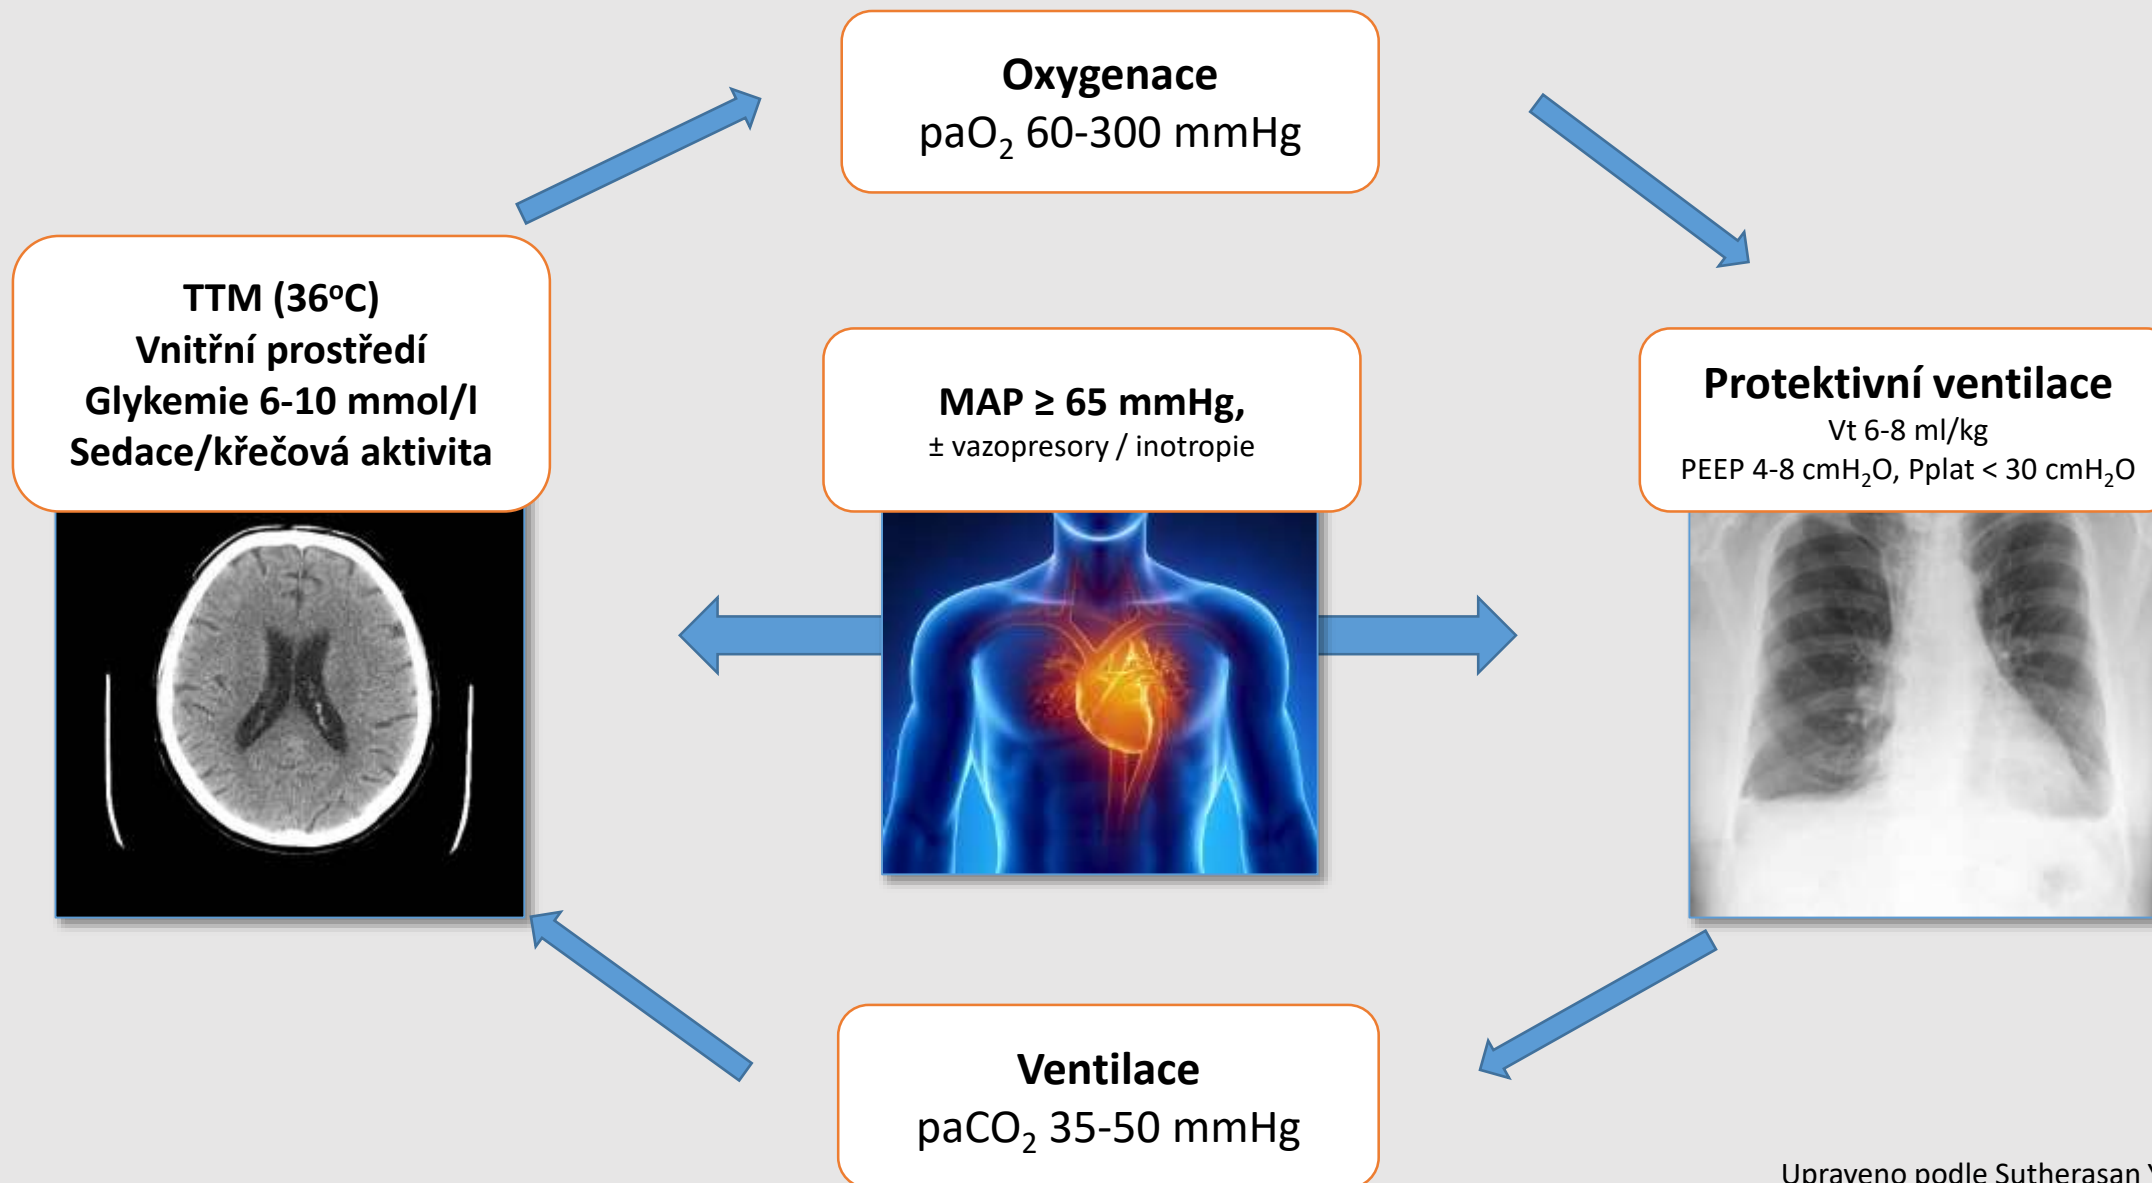 Oxygenace
paO₂ 60-300 mmHg
TTM (36ºC)
Vnitřní prostředí
Glykemie 6-10 mmol/l
Sedace/křečová aktivita
MAP ≥ 65 mmHg,
± vazopresory / inotropie
Protektivní ventilace
Vt 6-8 ml/kg
PEEP 4-8 cmH₂O, Pplat < 30 cmH₂O
Ventilace
paCO₂ 35-50 mmHg
Upraveno podle Sutherasan Y